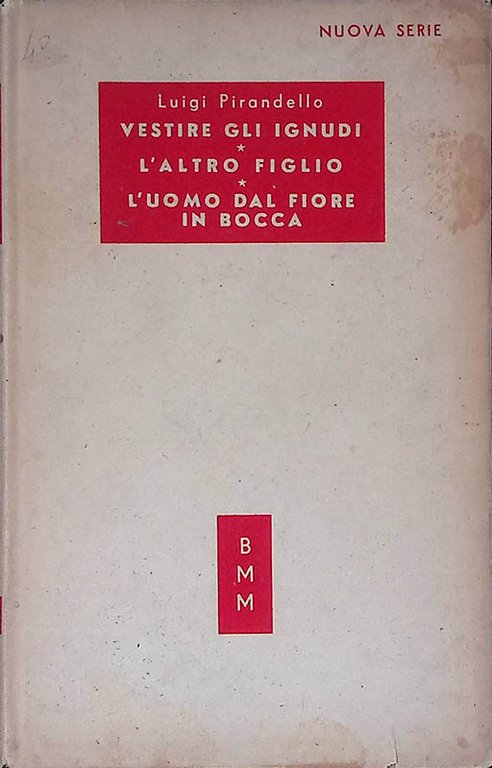 NUOVA SERIE
Luigi Pirandello
VESTIRE GLI IGNUDI
*
L'ALTRO FIGLIO
*
L'UOMO DAL FIORE
IN BOCCA
B
M
M